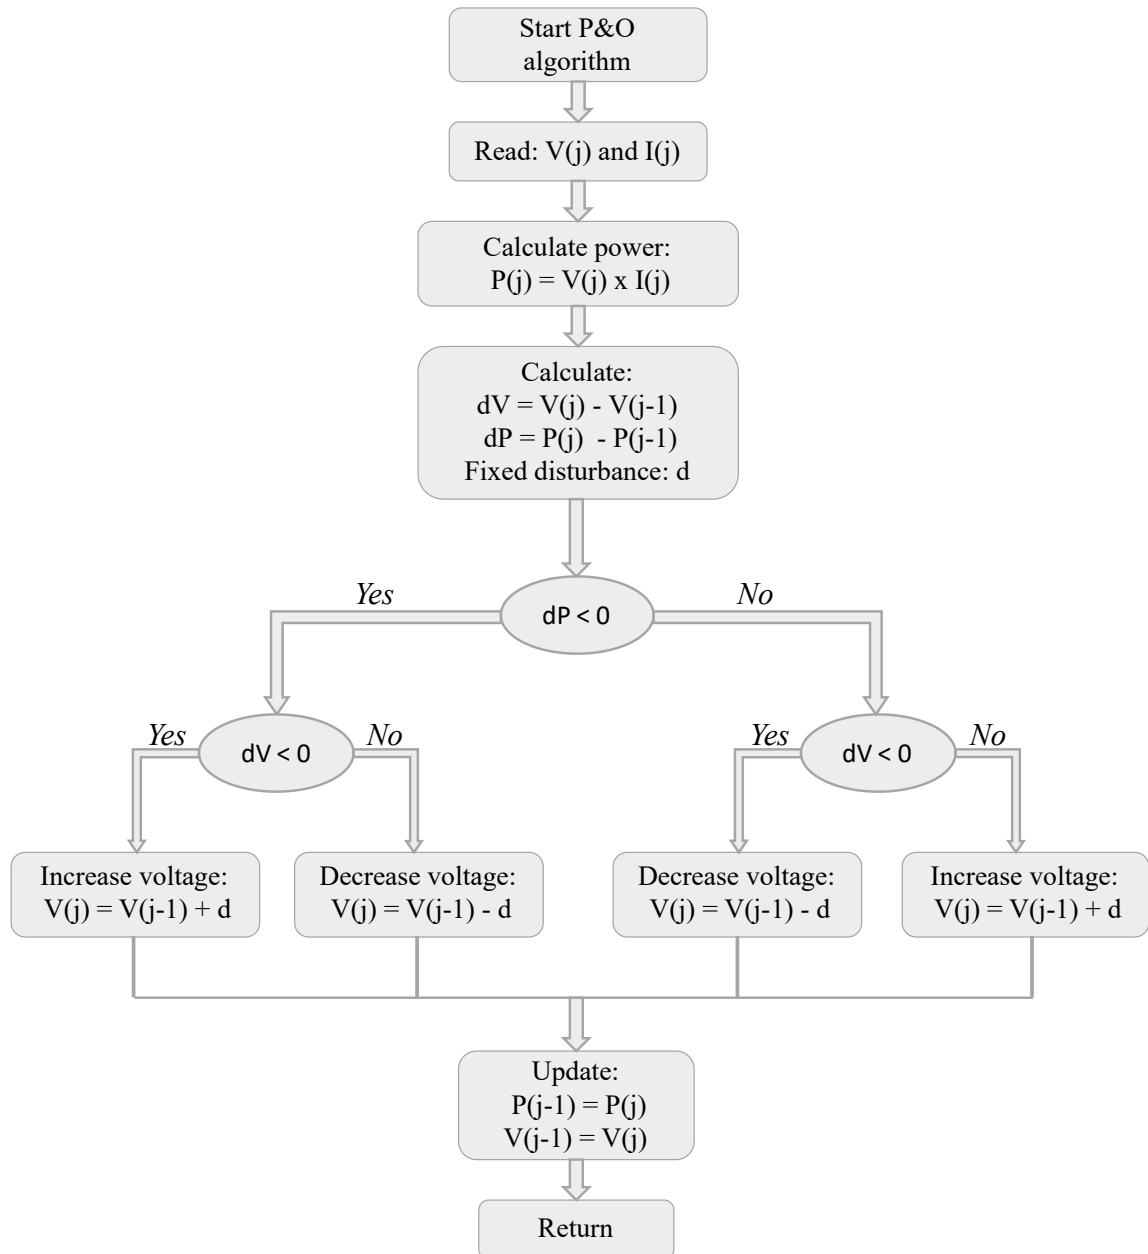 Start P&O
algorithm
Read: V(j) and I(j)
Calculate power:
P(j) = V(j) x I(j)
Calculate:
dV = V(j) - V(j-1)
dP = P(j) - P(j-1)
Fixed disturbance: d
Yes
No
dP < 0
Yes
No
dV < 0
Yes
No
dV < 0
Increase voltage:
V(j) = V(j-1) + d
Decrease voltage:
V(j) = V(j-1) - d
Decrease voltage:
V(j) = V(j-1) - d
Increase voltage:
V(j) = V(j-1) + d
Update:
P(j-1) = P(j)
V(j-1) = V(j)
Return